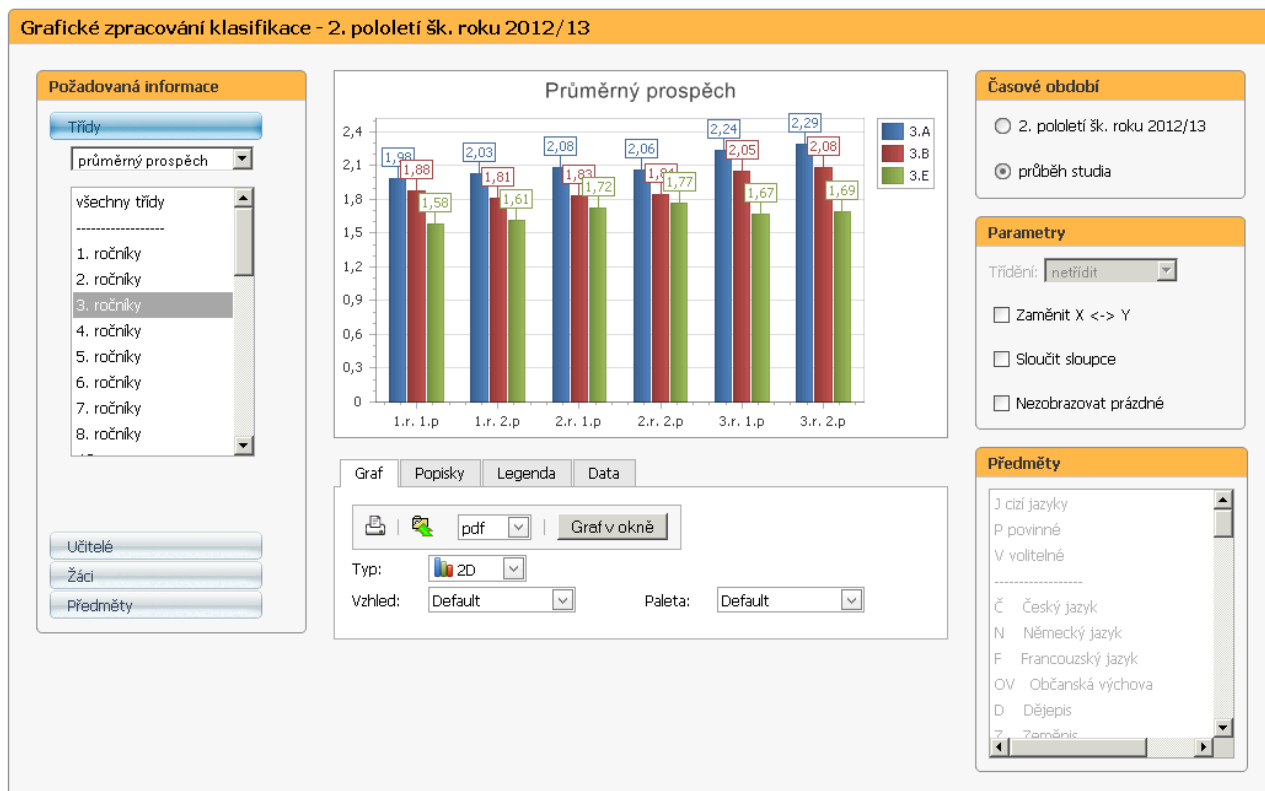 Grafické zpracování klasifikace - 2. pololetí šk. roku 2012/13
Požadovaná informace
Třídy
průměrný prospěch
všechny třídy
------------------
1. ročníky
2. ročníky
3. ročníky
4. ročníky
5. ročníky
6. ročníky
7. ročníky
8. ročníky
Učitelé
Žáci
Předměty
Průměrný prospěch
2,4
2,1
1,8
1,5
1,2
0,9
0,6
0,3
0
1,98
1,88
1,58
2,03
1,81
1,61
2,08
1,83
1,72
2,06
1,77
2,24
2,05
1,67
2,29
2,08
1,69
1.r. 1.p
1.r. 2.p
2.r. 1.p
2.r. 2.p
3.r. 1.p
3.r. 2.p
3.A
3.B
3.E
Graf
Popisky
Legenda
Data
pdf
Graf v okně
Typ:
2D
Vzhled:
Default
Paleta:
Default
Časové období
2. pololetí šk. roku 2012/13
průběh studia
Parametry
Třídění:
netřídit
Zaměnit X <-> Y
Sloučit sloupce
Nezobrazovat prázdné
Předměty
J cizí jazyky
P povinné
V volitelné
------------------
Č Český jazyk
N Německý jazyk
F Francouzský jazyk
OV Občanská výchova
D Dějepis
Z Zeměpis